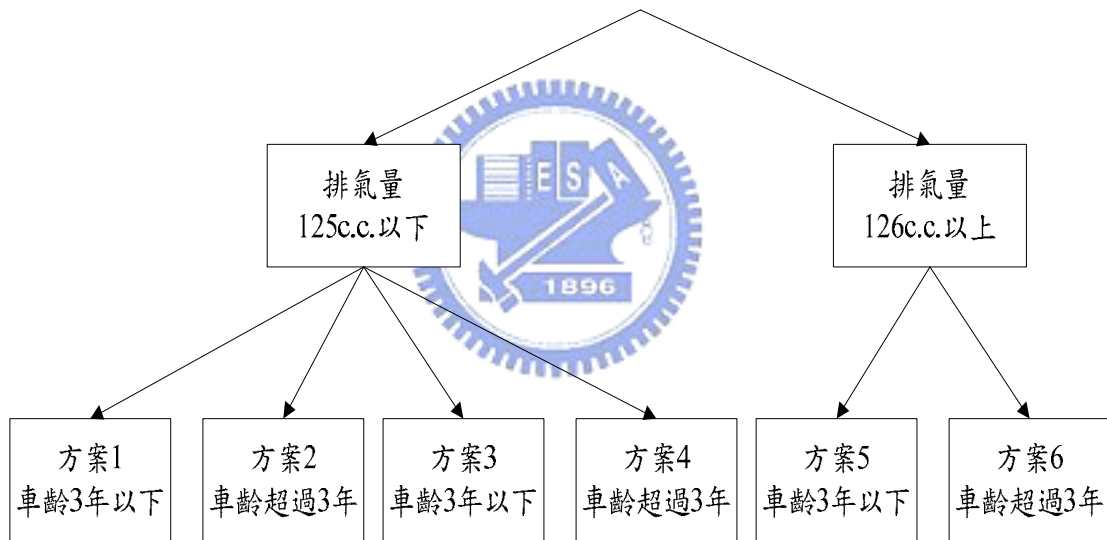 E S A
1896
排氣量
125c.c.以下
排氣量
126c.c.以上
方案1
車齡3年以下
方案2
車齡超過3年
方案3
車齡3年以下
方案4
車齡超過3年
方案5
車齡3年以下
方案6
車齡超過3年